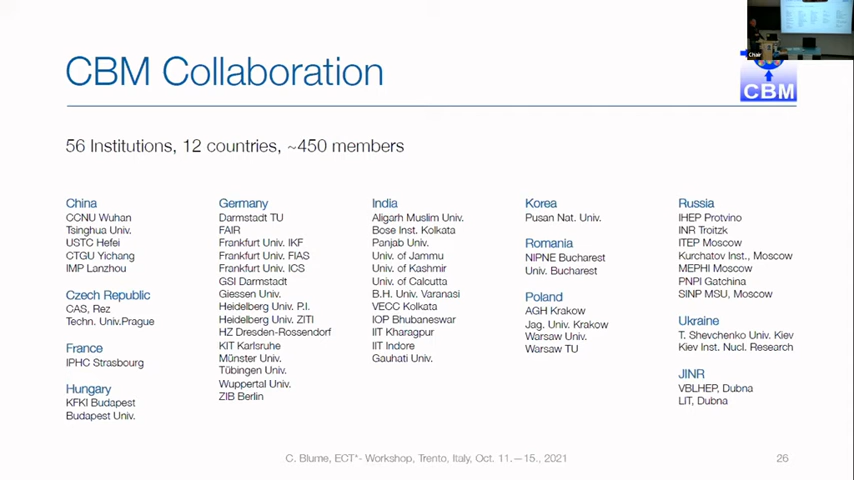 CBM Collaboration
Chair
CBM
56 Institutions, 12 countries, ~450 members
China
CCNU Wuhan
Tsinghua Univ.
USTC Hefei
CTGU Yichang
IMP Lanzhou
Czech Republic
CAS, Rez
Techn. Univ.Prague
France
IPHC Strasbourg
Hungary
KFKI Budapest
Budapest Univ.
Germany
Darmstadt TU
FAIR
Frankfurt Univ. IKF
Frankfurt Univ. FIAS
Frankfurt Univ. ICS
GSI Darmstadt
Giessen Univ.
Heidelberg Univ. P.I.
Heidelberg Univ. ZITI
HZ Dresden-Rossendorf
KIT Karlsruhe
Münster Univ.
Tübingen Univ.
Wuppertal Univ.
ZIB Berlin
India
Aligarh Muslim Univ.
Bose Inst. Kolkata
Panjab Univ.
Univ. of Jammu
Univ. of Kashmir
Univ. of Calcutta
B.H. Univ. Varanasi
VECC Kolkata
IOP Bhubaneswar
IIT Kharagpur
IIT Indore
Gauhati Univ.
Korea
Pusan Nat. Univ.
Romania
NIPNE Bucharest
Univ. Bucharest
Poland
AGH Krakow
Jag. Univ. Krakow
Warsaw Univ.
Warsaw TU
Russia
IHEP Protvino
INR Troitzk
ITEP Moscow
Kurchatov Inst., Moscow
MEPHI Moscow
PNPI Gatchina
SINP MSU, Moscow
Ukraine
T. Shevchenko Univ. Kiev
Kiev Inst. Nucl. Research
JINR
VBLHEP, Dubna
LIT, Dubna
C. Blume, ECT*- Workshop, Trento, Italy, Oct. 11.—15., 2021
26